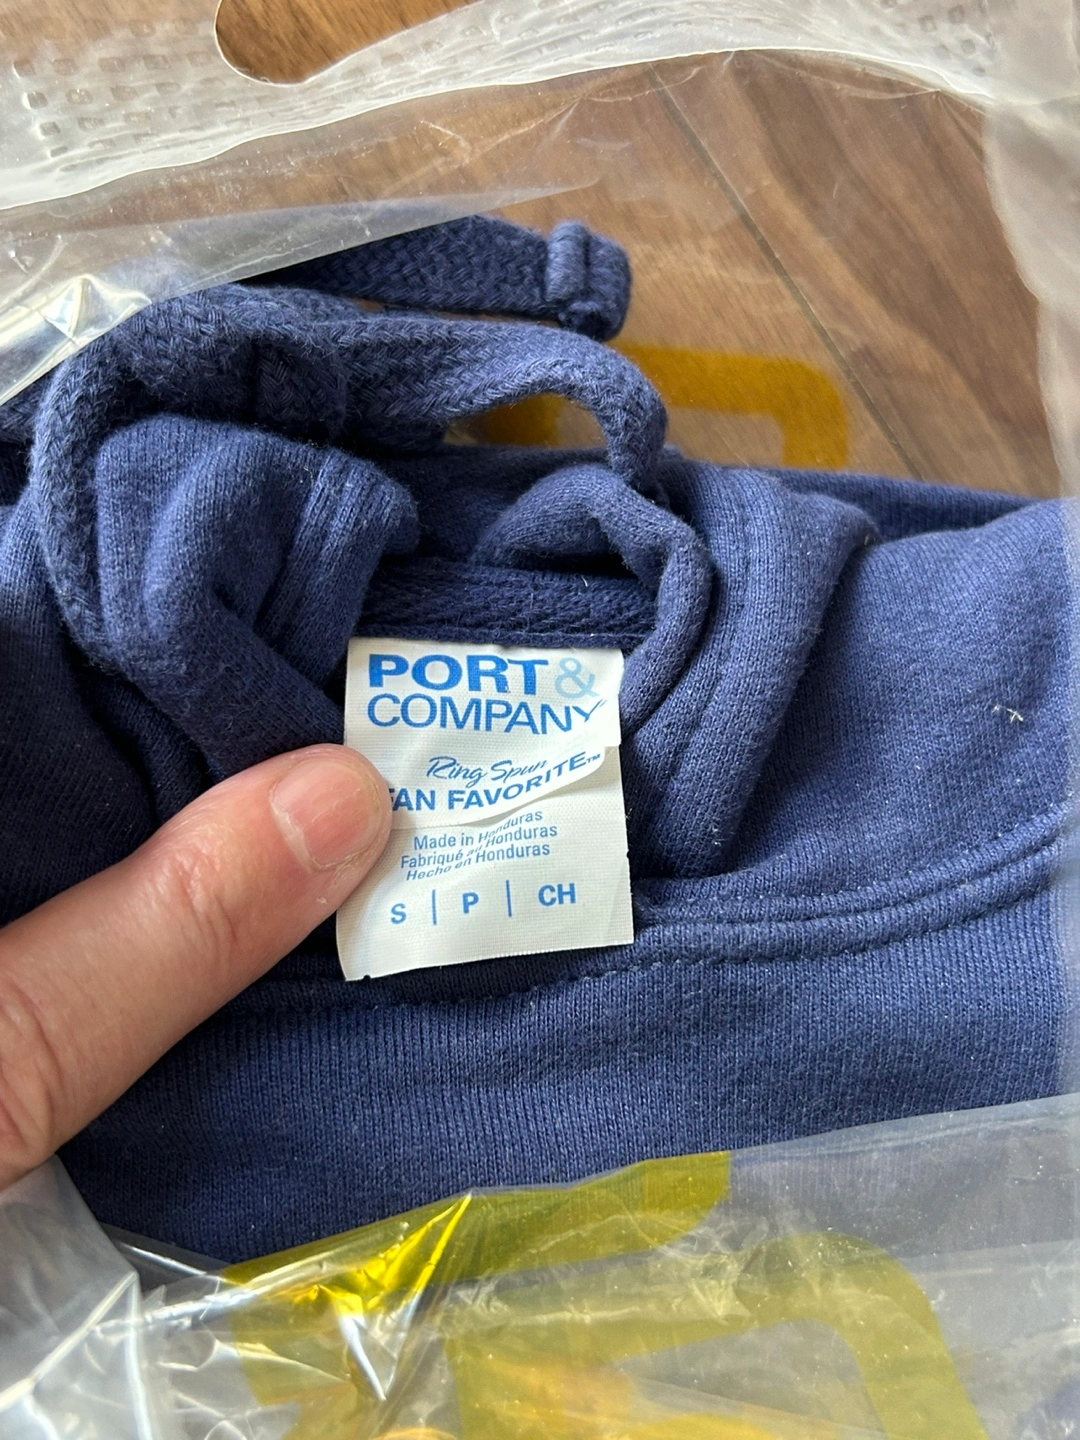 PORT &
COMPANY
Ring Spun
FAN FAVORITE™
Made in Honduras
Fabriqué au Honduras
Hecho en Honduras
S | P | CH